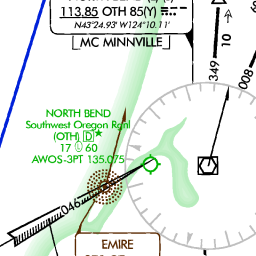 113.85 OTH 85(Y)
N43°24.93' W124°10.11'
MC MINNVILLE
349
10
008
NORTH BEND
Southwest Oregon Rgnl
(OTH) D★
17 Ⓛ 60
AWOS-3PT 135.075
046
EMIRE